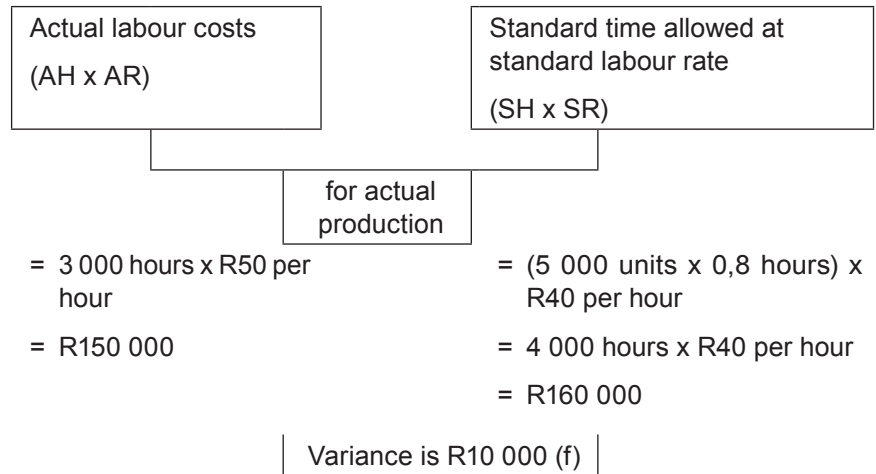 Actual labour costs
(AH x AR)
Standard time allowed at
standard labour rate
(SH x SR)
for actual
production
= 3 000 hours x R50 per
hour
= R150 000
= (5 000 units x 0,8 hours) x
R40 per hour
= 4 000 hours x R40 per hour
= R160 000
Variance is R10 000 (f)